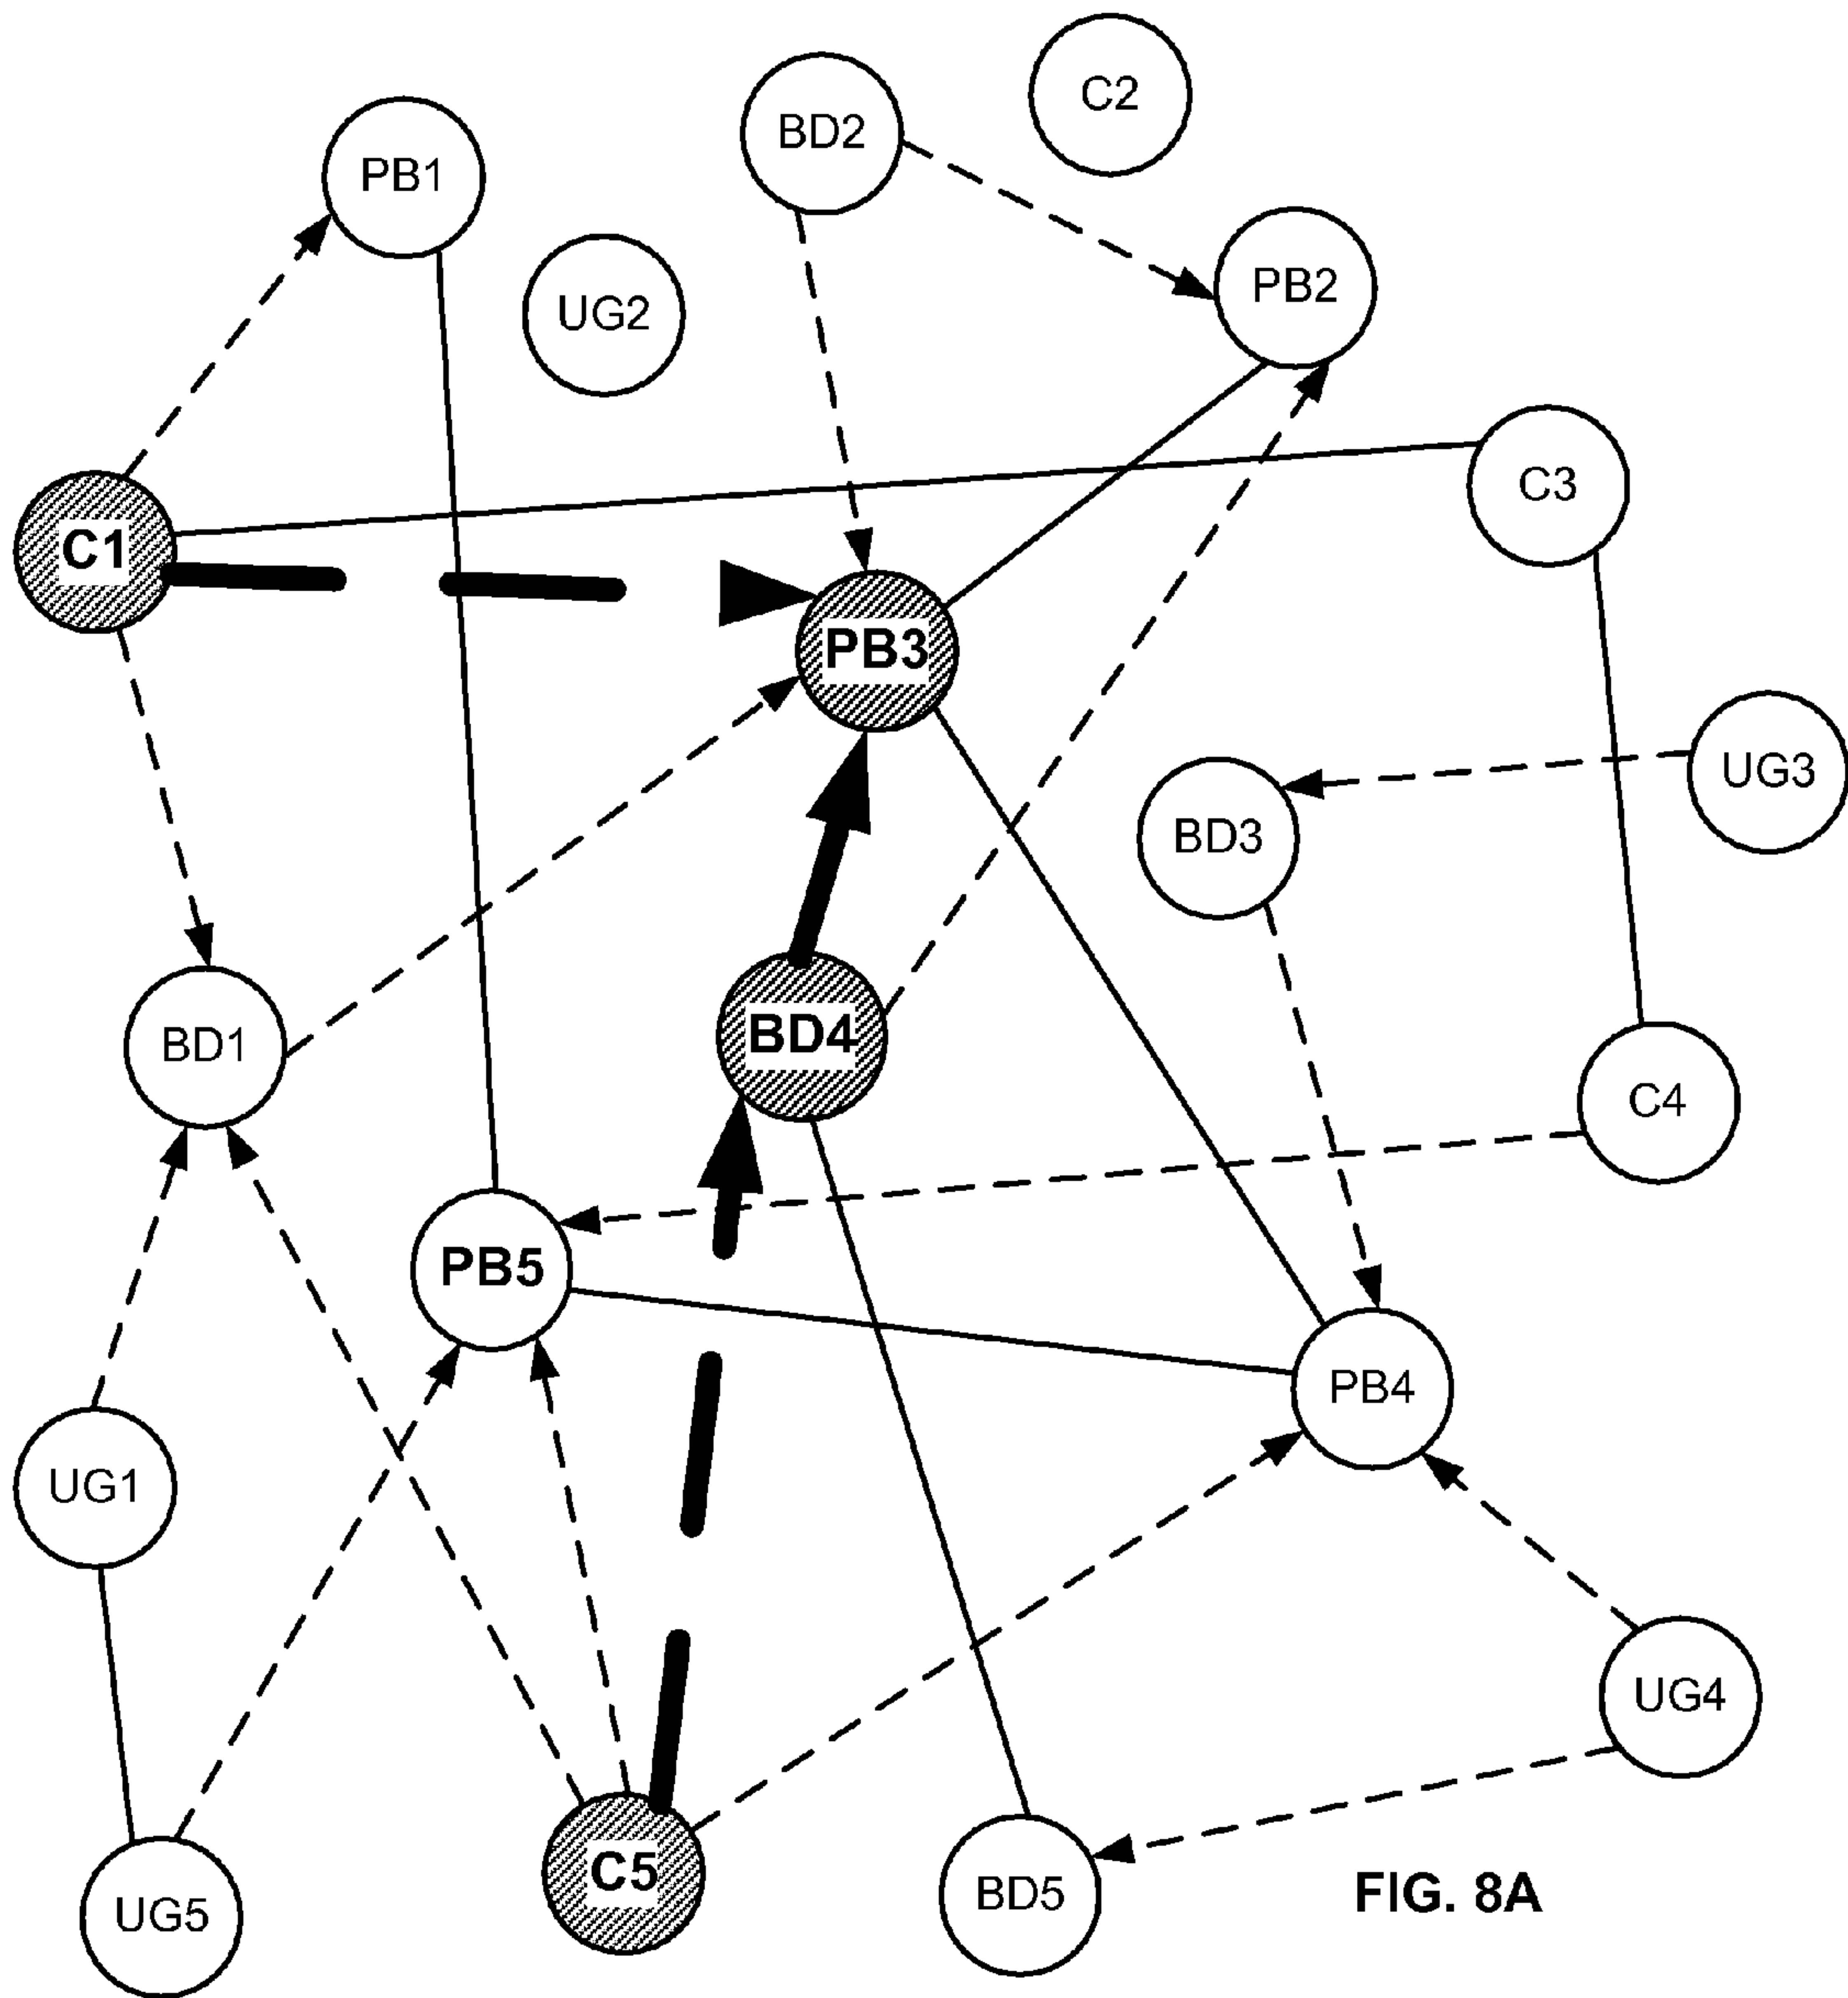 C2
BD2
PB1
PB2
UG2
C3
C1
PB3
UG3
BD3
BD4
BD1
C4
PB5
PB4
UG1
UG4
C5
BD5
UG5
FIG. 8A